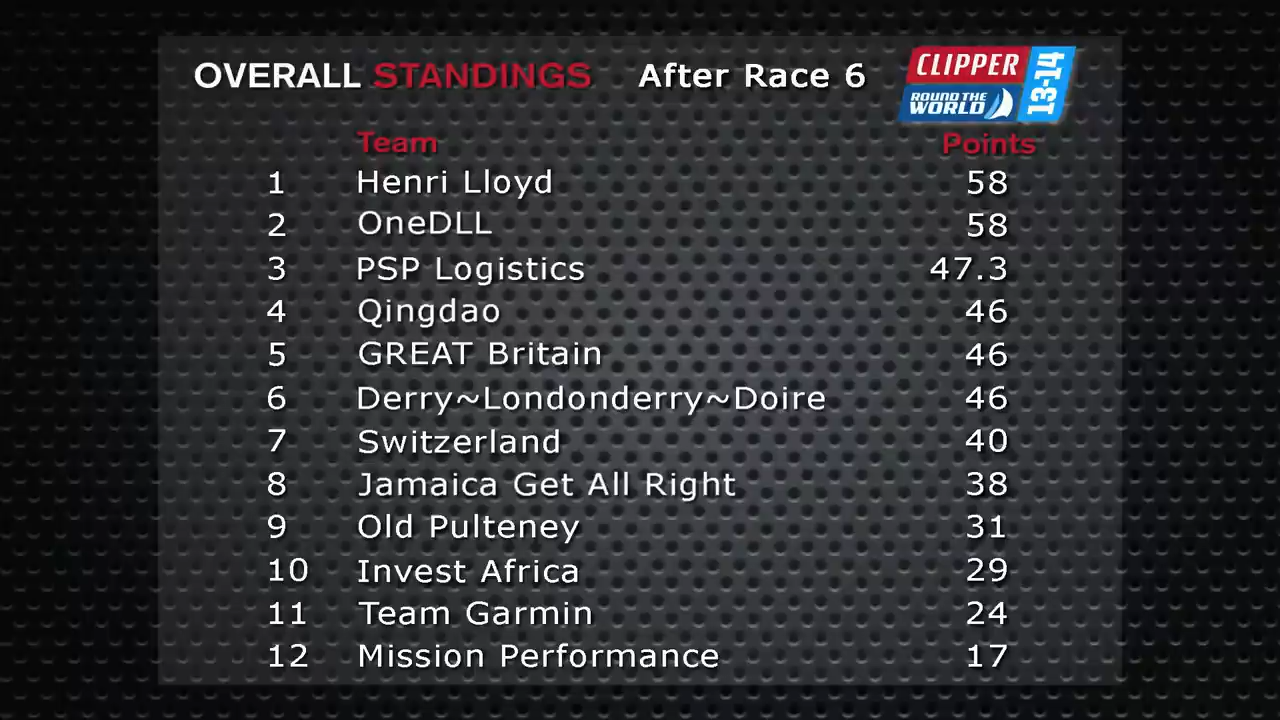 OVERALL STANDINGS After Race 6
CLIPPER
ROUND THE
WORLD
13-14
Team Points
1 Henri Lloyd 58
2 OneDLL 58
3 PSP Logistics 47.3
4 Qingdao 46
5 GREAT Britain 46
6 Derry~Londonderry~Doire 46
7 Switzerland 40
8 Jamaica Get All Right 38
9 Old Pulteney 31
10 Invest Africa 29
11 Team Garmin 24
12 Mission Performance 17